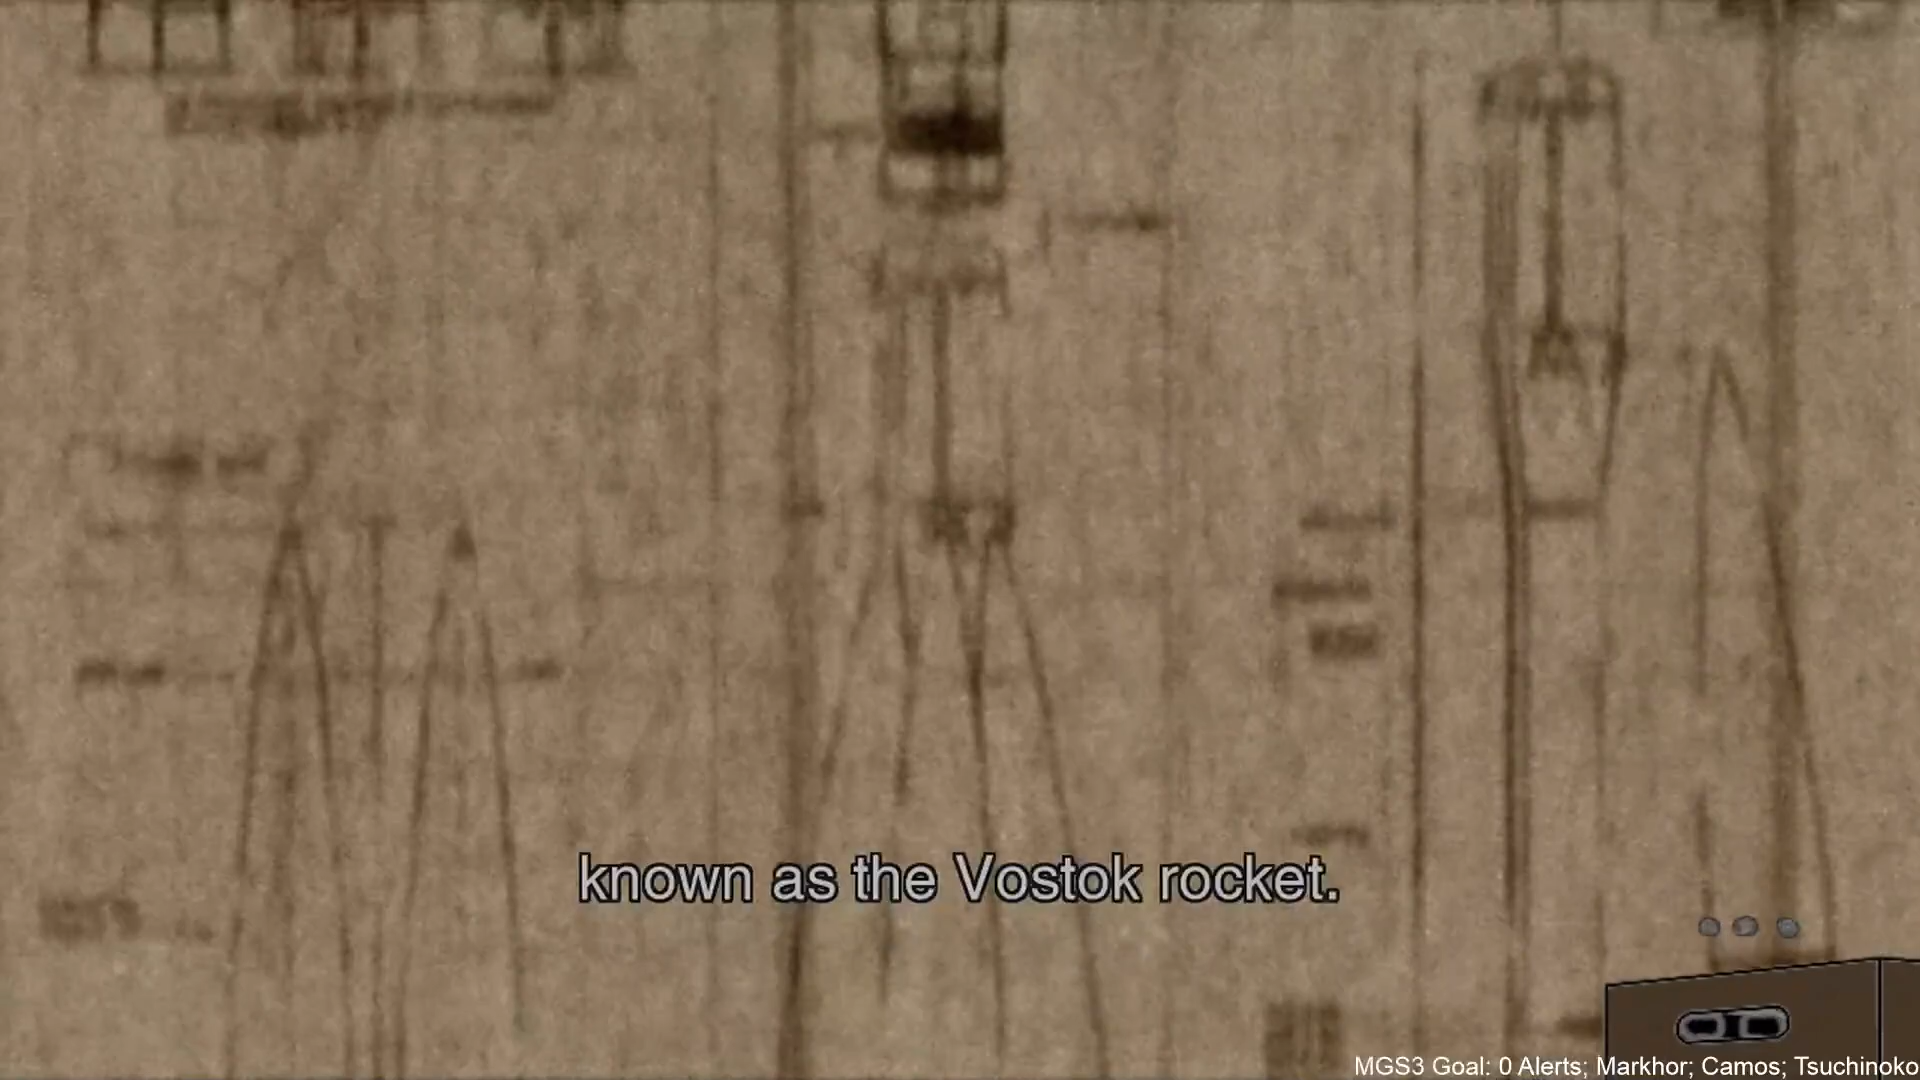 known as the Vostok rocket.
MGS3 Goal: 0 Alerts; Markhor; Camos; Tsuchinoko